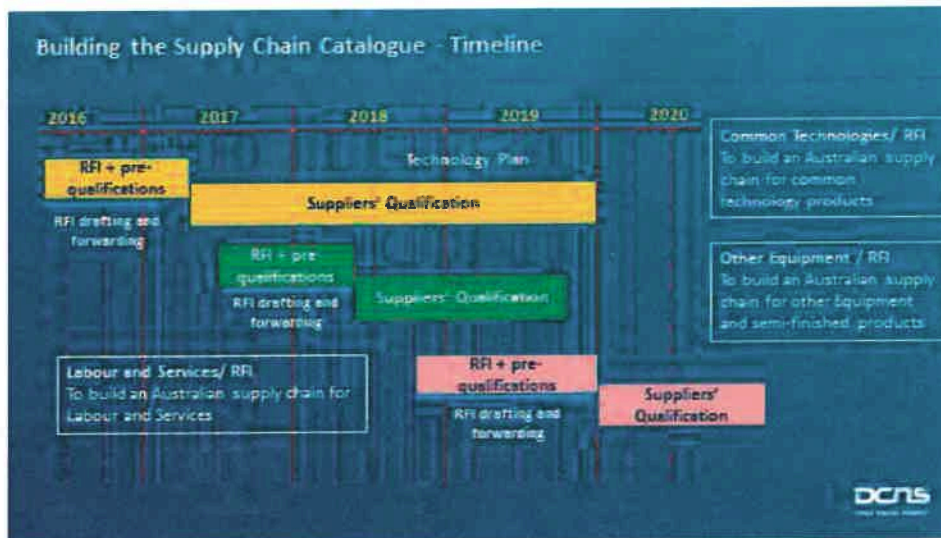 Building the Supply Chain Catalogue - Timeline
2016 2017 2018 2019 2020
RFI + pre-
qualifications
RFI drafting and
forwarding
Technology Plan
Suppliers' Qualification
Common Technologies/ RFI
To build an Australian supply
chain for common
technology products
RFI + pre-
qualifications
RFI drafting and
forwarding
Suppliers' Qualification
Other Equipment / RFI
To build an Australian supply
chain for other Equipment
and semi-finished products
Labour and Services/ RFI
To build an Australian supply chain for
Labour and Services
RFI + pre-
qualifications
RFI drafting and
forwarding
Suppliers'
Qualification
DCNS